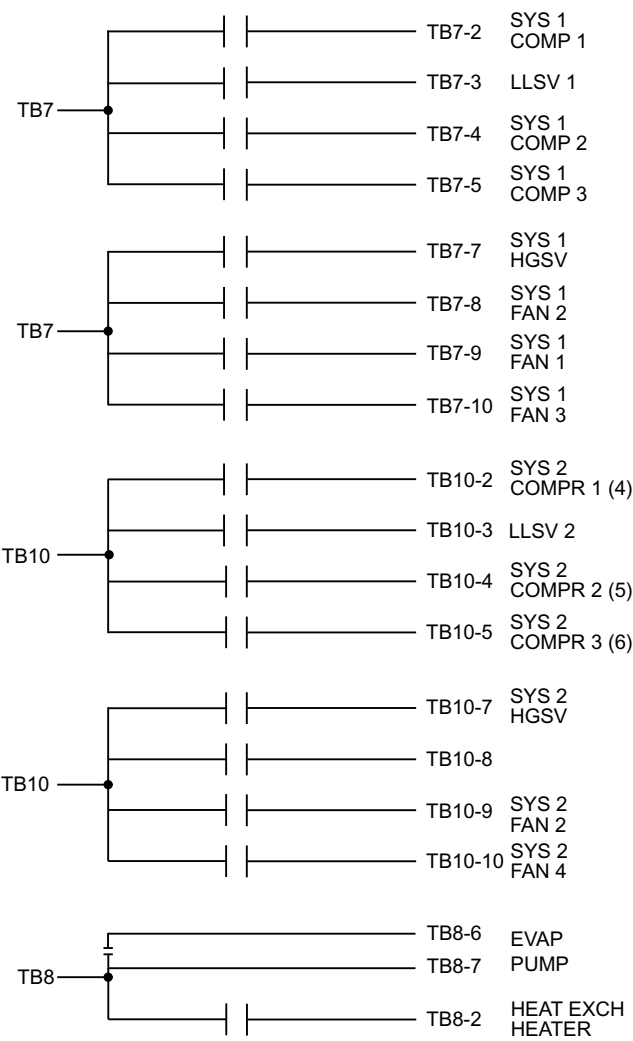 TB7
TB7-2 SYS 1
COMP 1
TB7-3 LLSV 1
TB7-4 SYS 1
COMP 2
TB7-5 SYS 1
COMP 3
TB7
TB7-7 SYS 1
HGSV
TB7-8 SYS 1
FAN 2
TB7-9 SYS 1
FAN 1
TB7-10 SYS 1
FAN 3
TB10
TB10-2 SYS 2
COMPR 1 (4)
TB10-3 LLSV 2
TB10-4 SYS 2
COMPR 2 (5)
TB10-5 SYS 2
COMPR 3 (6)
TB10
TB10-7 SYS 2
HGSV
TB10-8
TB10-9 SYS 2
FAN 2
TB10-10 SYS 2
FAN 4
TB8
TB8-6 EVAP
TB8-7 PUMP
TB8-2 HEAT EXCH
HEATER